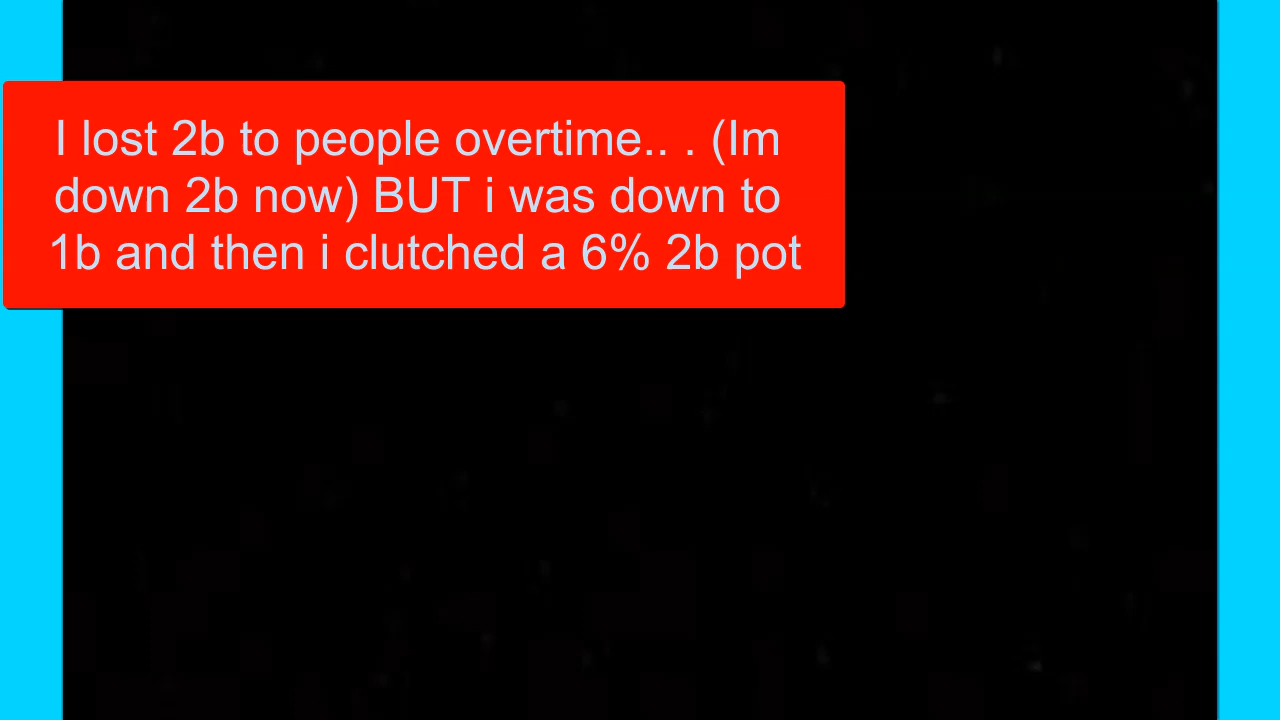 I lost 2b to people overtime.. . (Im
down 2b now) BUT i was down to
1b and then i clutched a 6% 2b pot